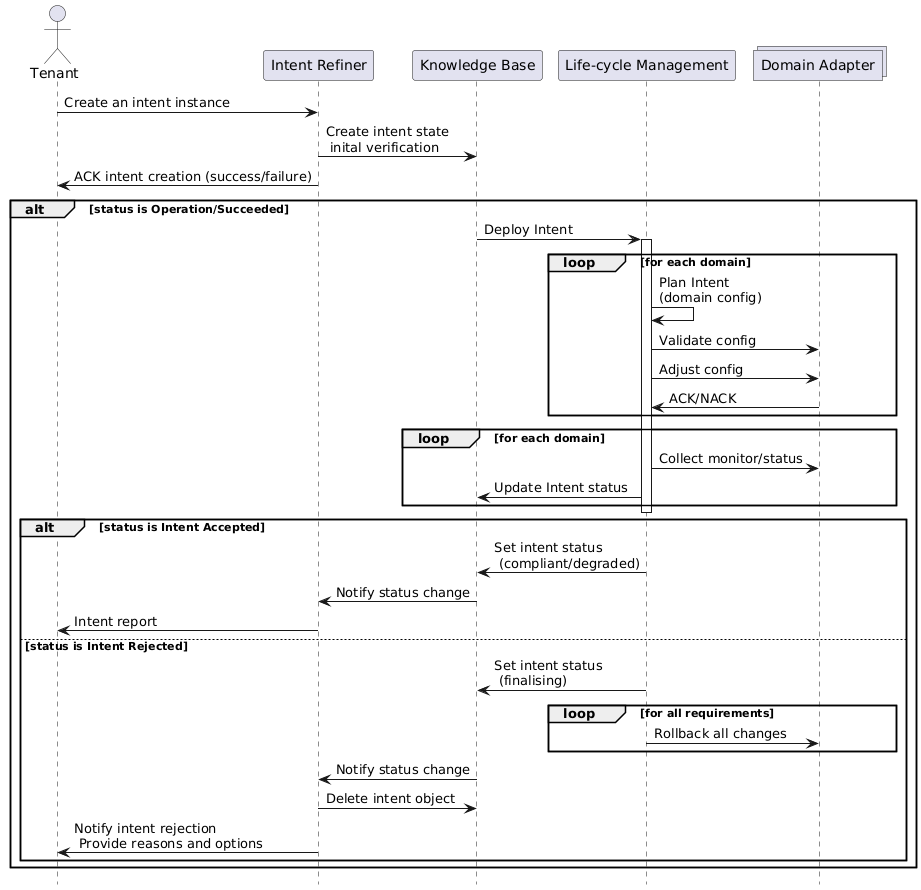 Tenant
Intent Refiner
Knowledge Base
Life-cycle Management
Domain Adapter
Create an intent instance
Create intent state
inital verification
ACK intent creation (success/failure)
alt
[status is Operation/Succeeded]
Deploy Intent
loop
[for each domain]
Plan Intent
(domain config)
Validate config
Adjust config
ACK/NACK
loop
[for each domain]
Collect monitor/status
Update Intent status
alt
[status is Intent Accepted]
Set intent status
(compliant/degraded)
Notify status change
Intent report
[status is Intent Rejected]
Set intent status
(finalising)
loop
[for all requirements]
Rollback all changes
Notify status change
Delete intent object
Notify intent rejection
Provide reasons and options